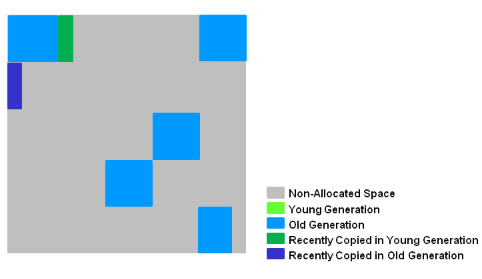 Non-Allocated Space
Young Generation
Old Generation
Recently Copied in Young Generation
Recently Copied in Old Generation